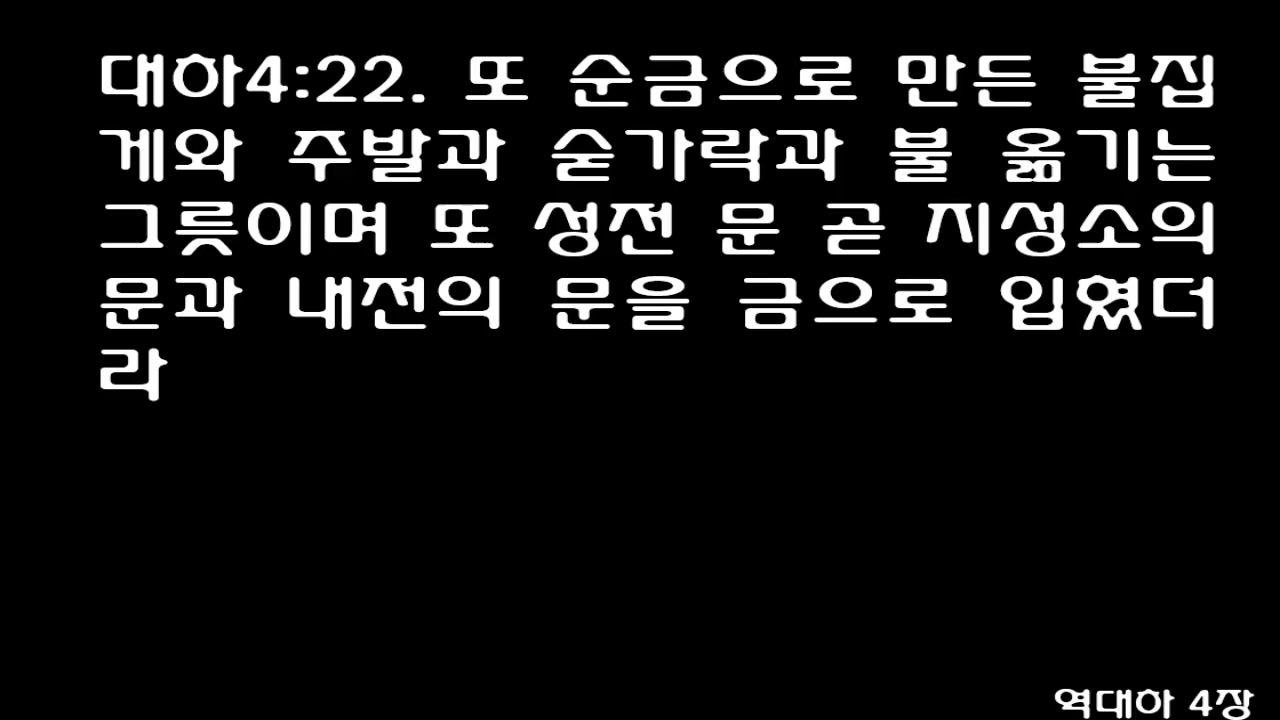 대하4:22. 또 순금으로 만든 불집
게와 주발과 숟가락과 불 옮기는
그릇이며 또 성전 문 곧 지성소의
문과 내전의 문을 금으로 입혔더
라
역대하 4장